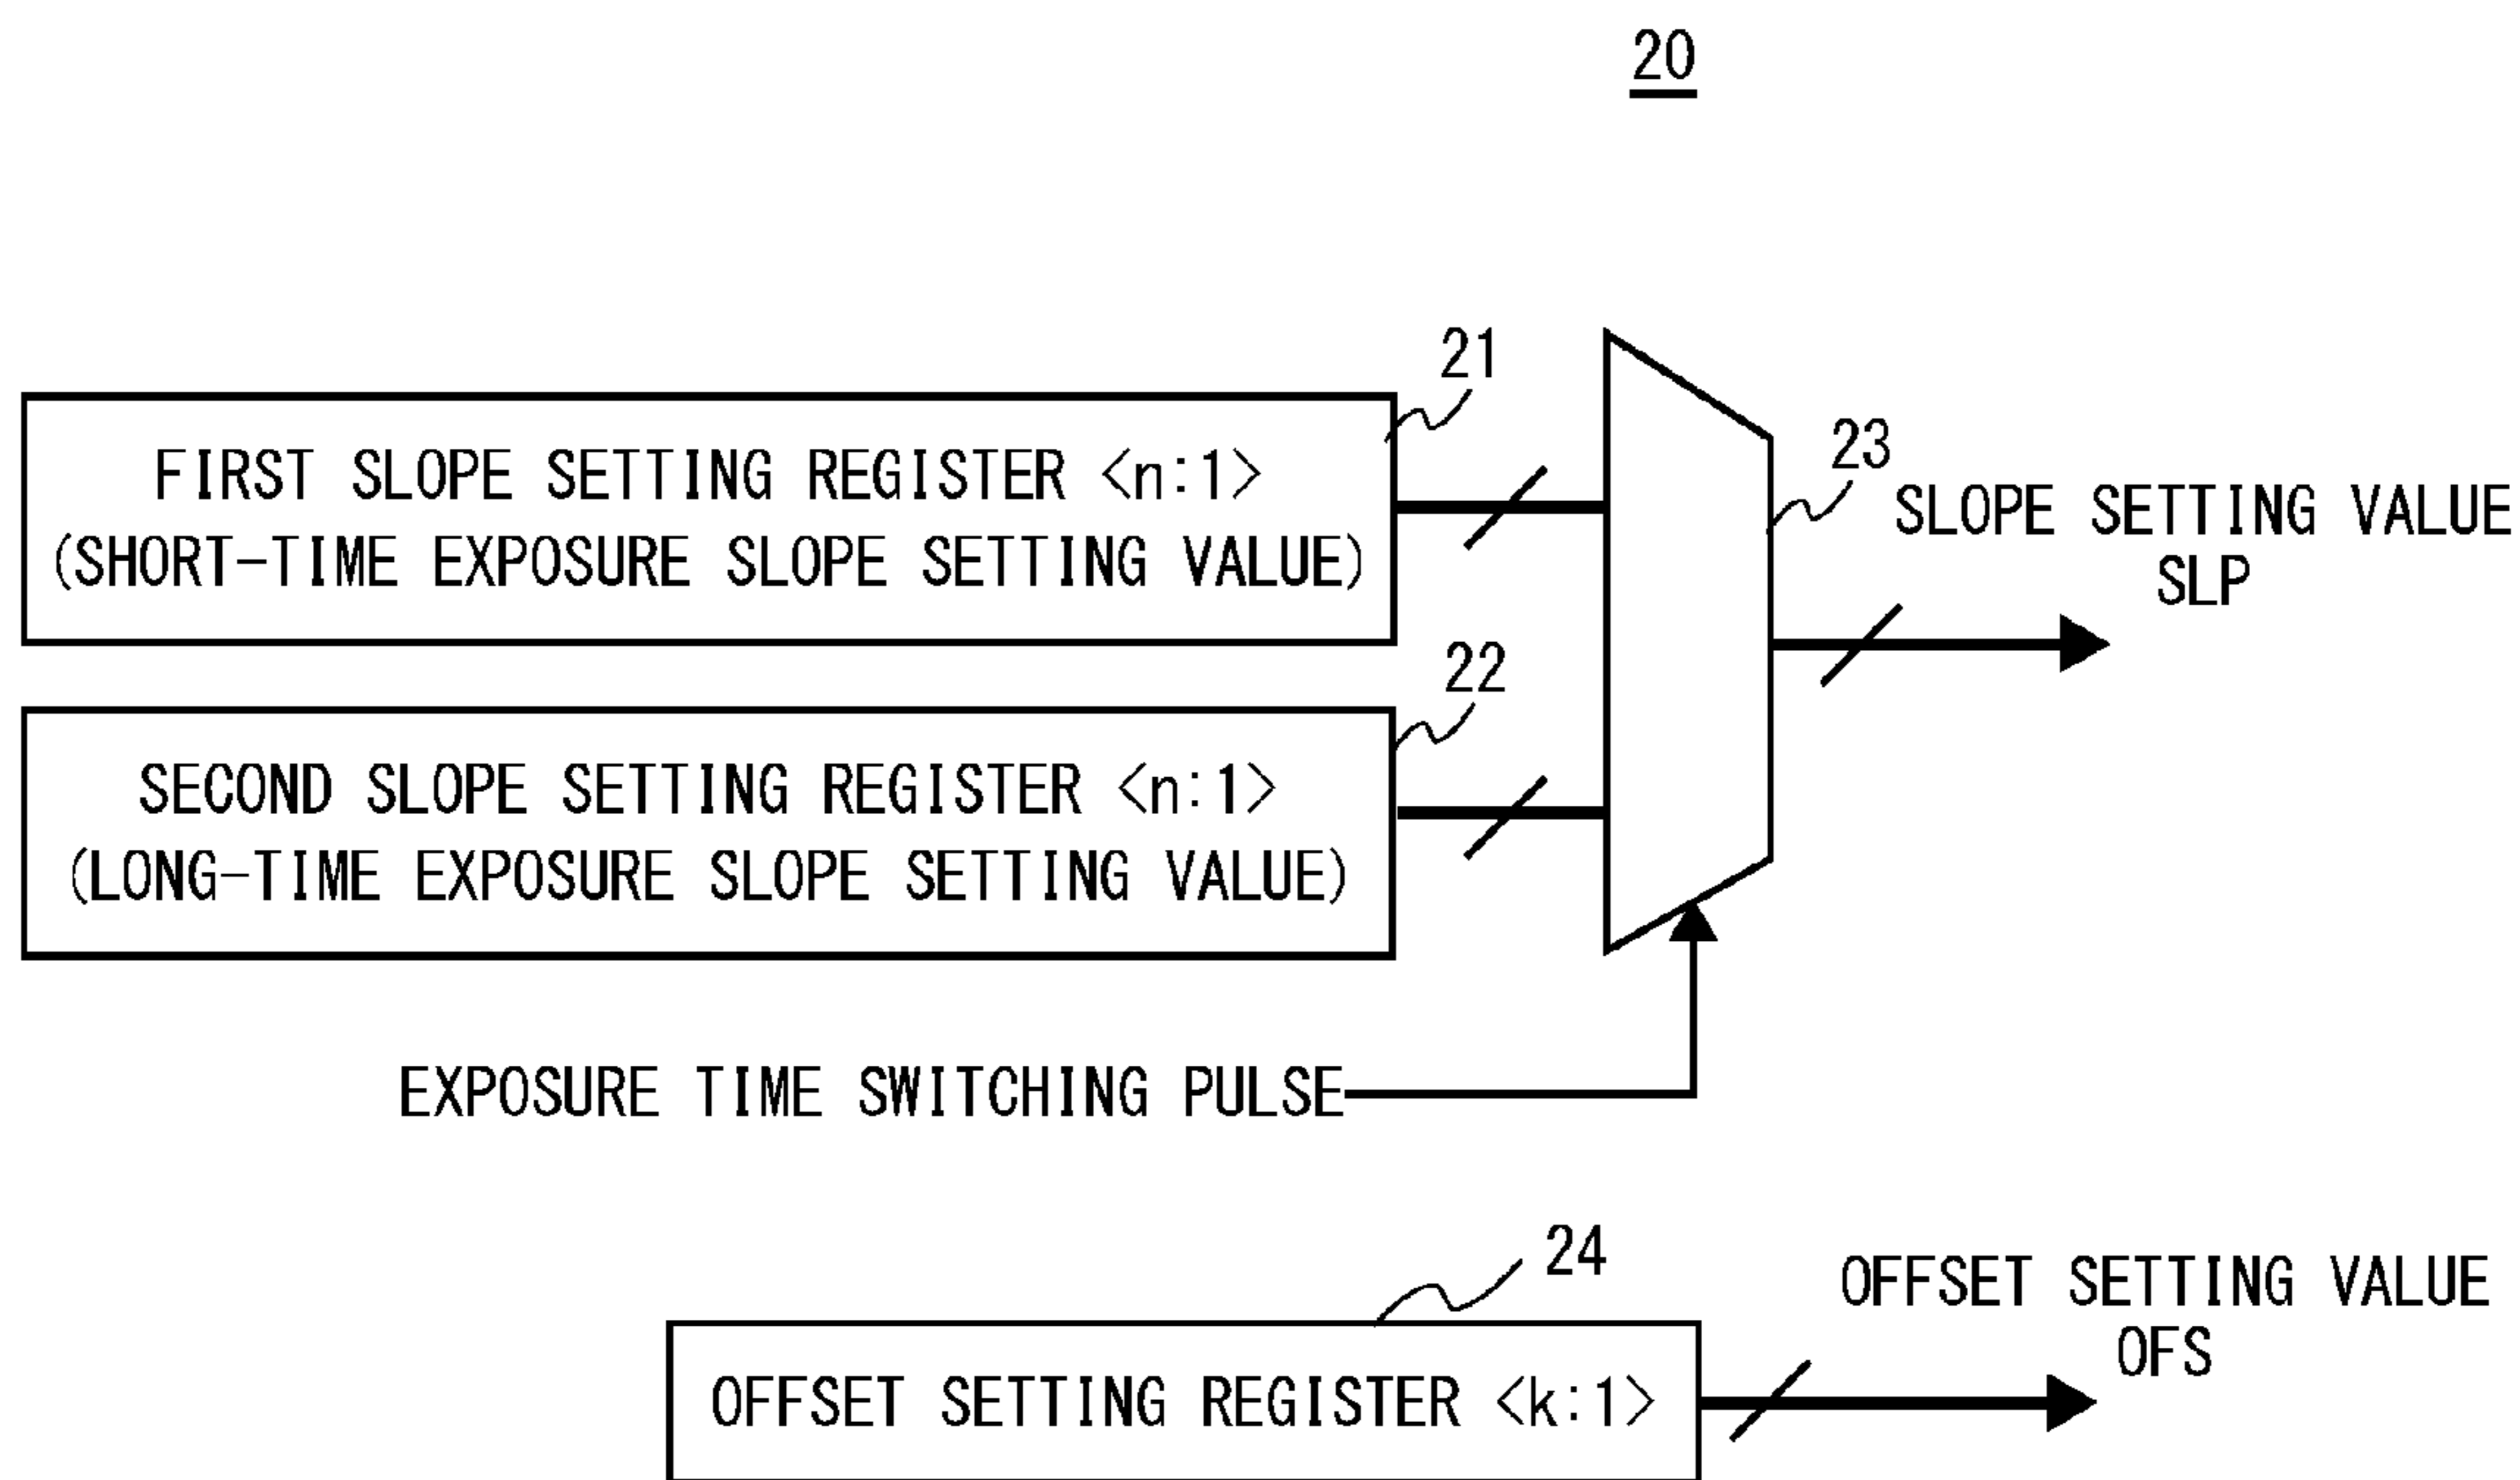 20
21
FIRST SLOPE SETTING REGISTER <n:1>
(SHORT-TIME EXPOSURE SLOPE SETTING VALUE)
23
SLOPE SETTING VALUE
SLP
22
SECOND SLOPE SETTING REGISTER <n:1>
(LONG-TIME EXPOSURE SLOPE SETTING VALUE)
EXPOSURE TIME SWITCHING PULSE
24
OFFSET SETTING REGISTER <k:1>
OFFSET SETTING VALUE
OFS